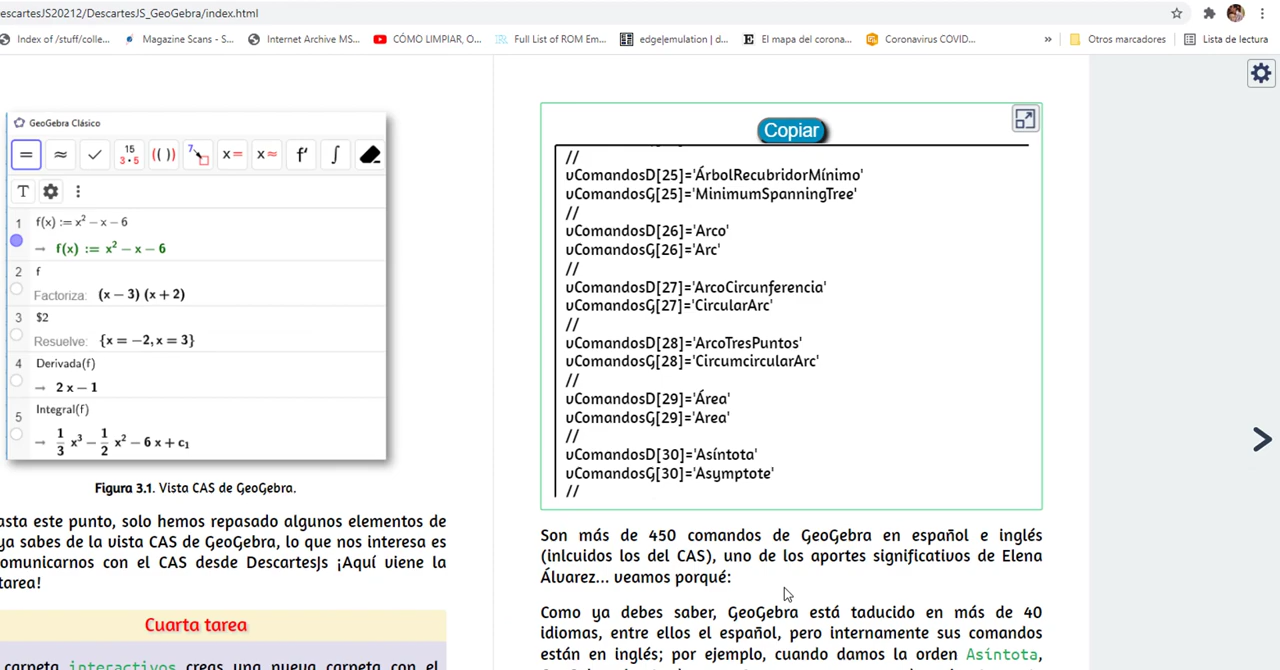 escartesJS20212/DescartesJS_GeoGebra/index.html
Index of /stuff/colle...
Magazine Scans - S...
Internet Archive MS...
CÓMO LIMPIAR, O...
Full List of ROM Em...
edge|emulation | d...
El mapa del corona...
Coronavirus COVID...
»
Otros marcadores
Lista de lectura
GeoGebra Clásico
= ≈ ✓ 15 3·5 (( )) 7 x= x≈ f' ∫
T
1 f(x) := x² − x − 6
→ f(x) := x² − x − 6
2 f
Factoriza: (x − 3) (x + 2)
3 $2
Resuelve: {x = −2, x = 3}
4 Derivada(f)
→ 2 x − 1
5 Integral(f)
→ 1/3 x³ − 1/2 x² − 6 x + c₁
Figura 3.1. Vista CAS de GeoGebra.
asta este punto, solo hemos repasado algunos elementos de
ya sabes de la vista CAS de GeoGebra, lo que nos interesa es
omunicarnos con el CAS desde DescartesJs ¡Aquí viene la
tarea!
Cuarta tarea
carpeta interactivos creas una nueva carpeta con el
Copiar
//
vComandosD[25]='ÁrbolRecubridorMínimo'
vComandosG[25]='MinimumSpanningTree'
//
vComandosD[26]='Arco'
vComandosG[26]='Arc'
//
vComandosD[27]='ArcoCircunferencia'
vComandosG[27]='CircularArc'
//
vComandosD[28]='ArcoTresPuntos'
vComandosG[28]='CircumcircularArc'
//
vComandosD[29]='Área'
vComandosG[29]='Area'
//
vComandosD[30]='Asíntota'
vComandosG[30]='Asymptote'
//
Son más de 450 comandos de GeoGebra en español e inglés
(inlcuidos los del CAS), uno de los aportes significativos de Elena
Álvarez... veamos porqué:
Como ya debes saber, GeoGebra está taducido en más de 40
idiomas, entre ellos el español, pero internamente sus comandos
están en inglés; por ejemplo, cuando damos la orden Asintota,